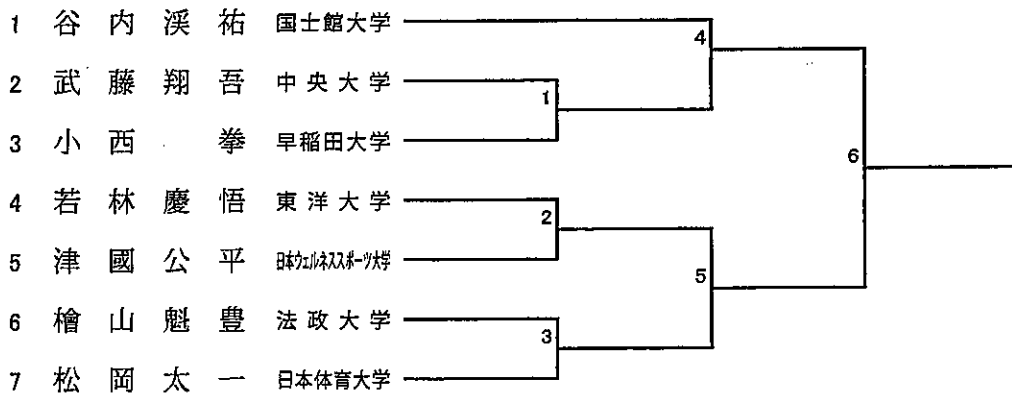 1 谷内渓祐 国士館大学
4
2 武藤翔吾 中央大学
1
3 小西 拳 早稲田大学
6
4 若林慶悟 東洋大学
2
5 津國公平 日本ウェルネススポーツ大学
5
6 檜山魁豊 法政大学
3
7 松岡太一 日本体育大学